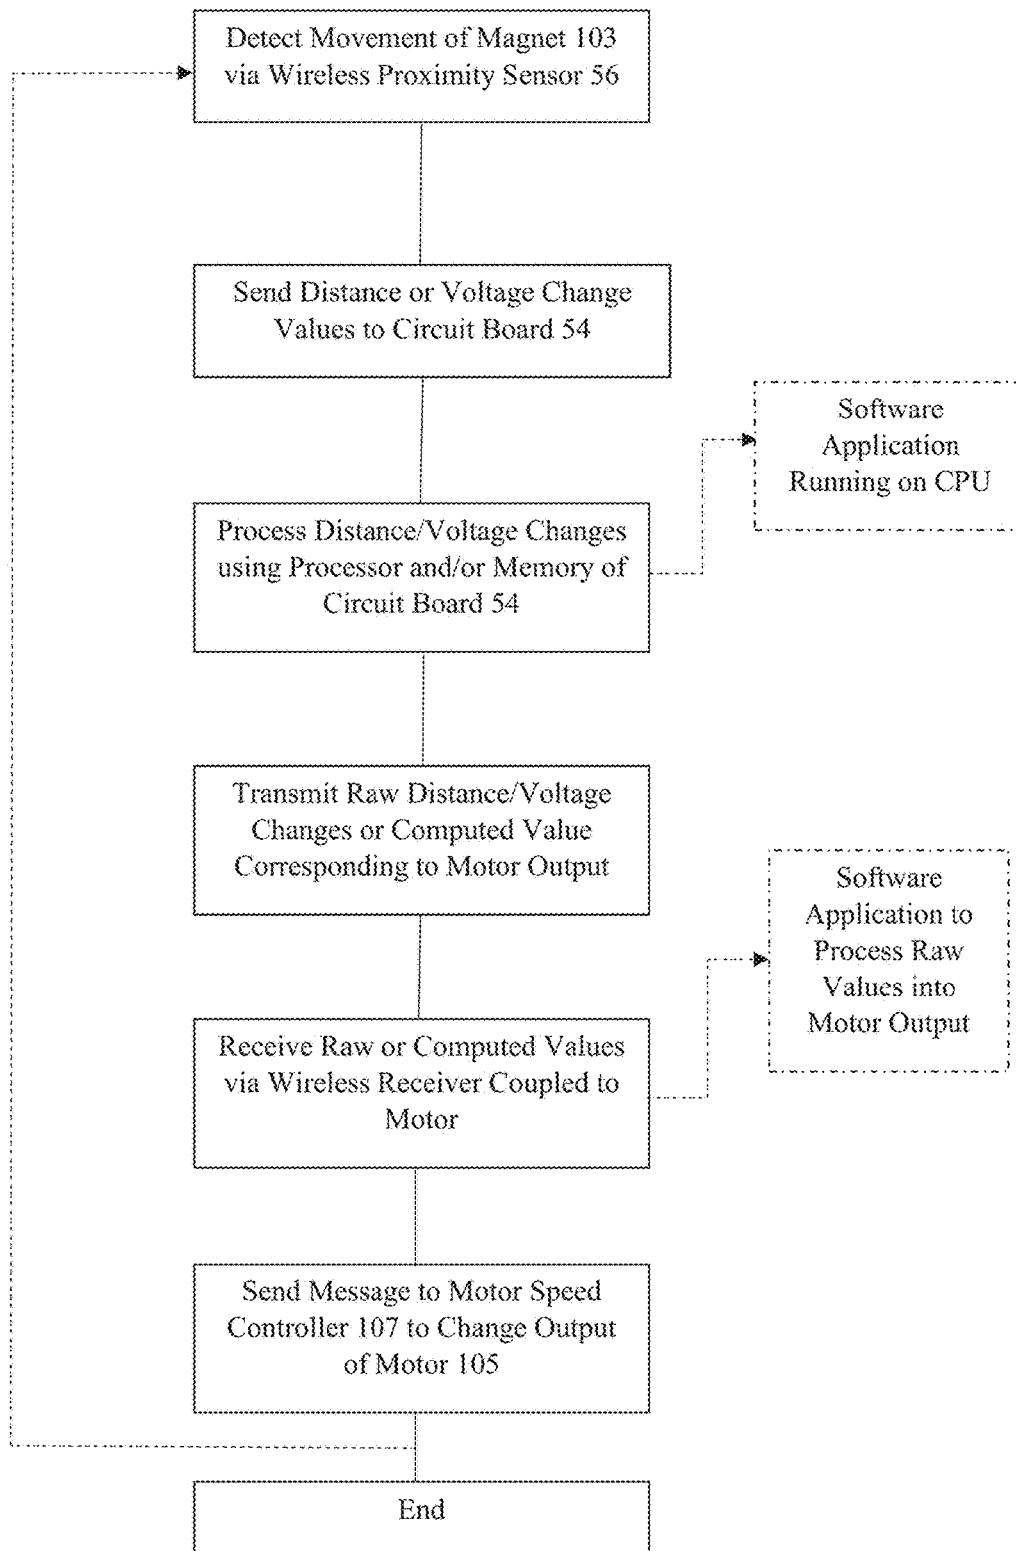 Detect Movement of Magnet 103
via Wireless Proximity Sensor 56
Send Distance or Voltage Change
Values to Circuit Board 54
Software
Application
Running on CPU
Process Distance/Voltage Changes
using Processor and/or Memory of
Circuit Board 54
Transmit Raw Distance/Voltage
Changes or Computed Value
Corresponding to Motor Output
Software
Application to
Process Raw
Values into
Motor Output
Receive Raw or Computed Values
via Wireless Receiver Coupled to
Motor
Send Message to Motor Speed
Controller 107 to Change Output
of Motor 105
End